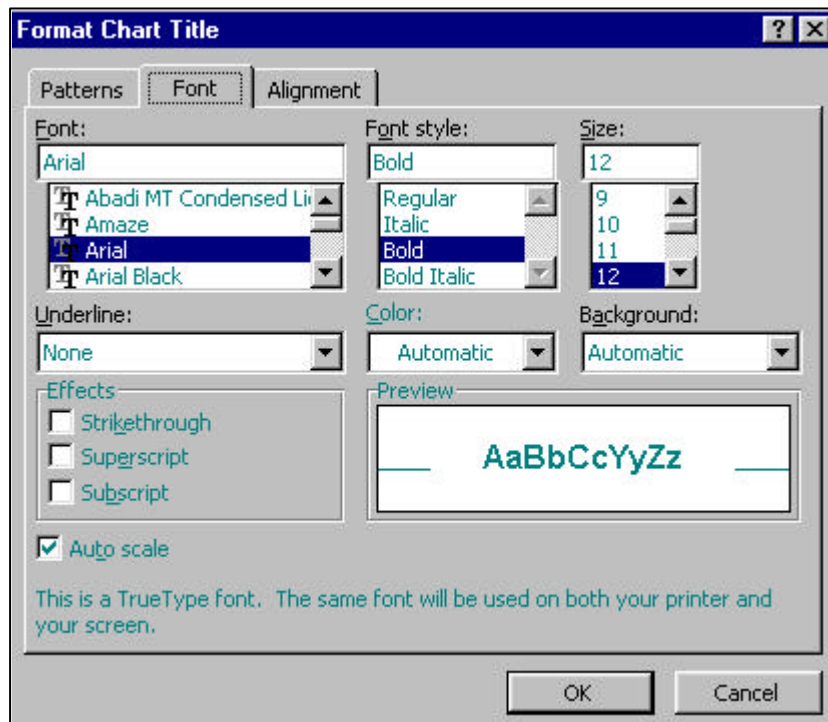 Format Chart Title
Patterns Font Alignment
Font: Font style: Size:
Arial Bold 12
Abadi MT Condensed Li Regular 9
Amaze Italic 10
Arial Bold 11
Arial Black Bold Italic 12
Underline: Color: Background:
None Automatic Automatic
Effects Preview
Strikethrough
Superscript AaBbCcYyZz
Subscript
Auto scale
This is a TrueType font. The same font will be used on both your printer and
your screen.
OK Cancel